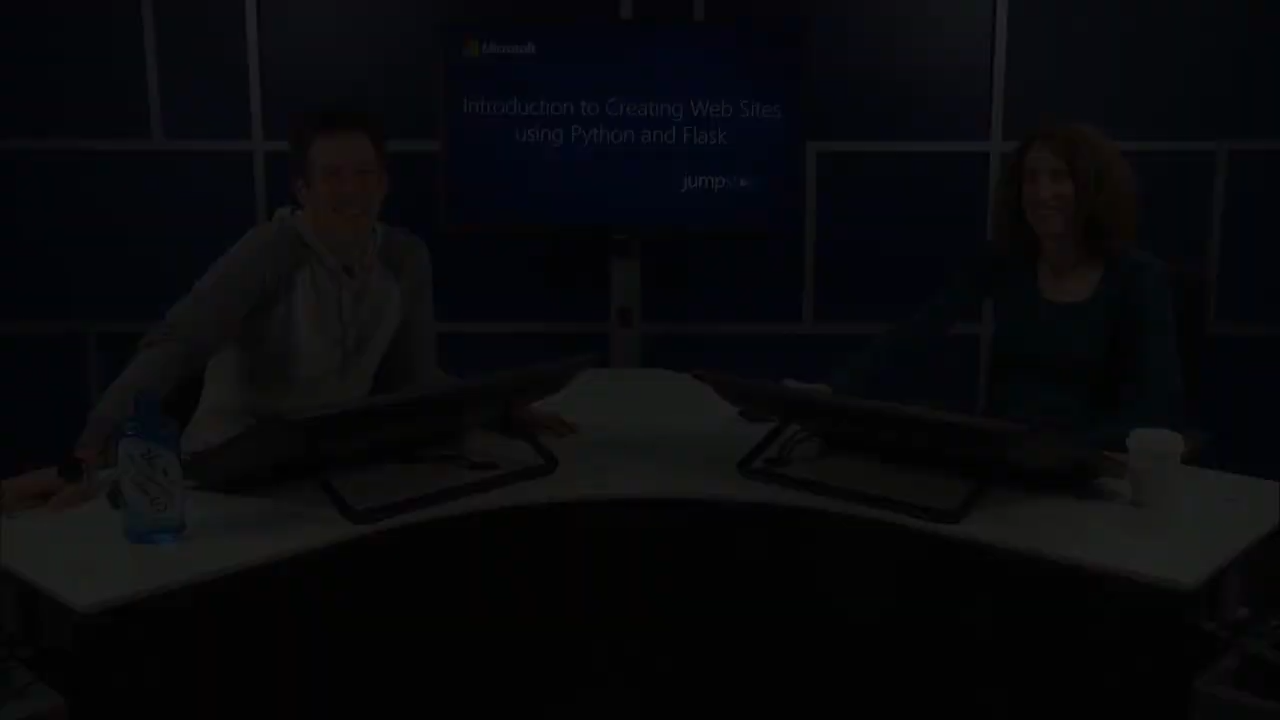 Microsoft
Introduction to Creating Web Sites
using Python and Flask
jump